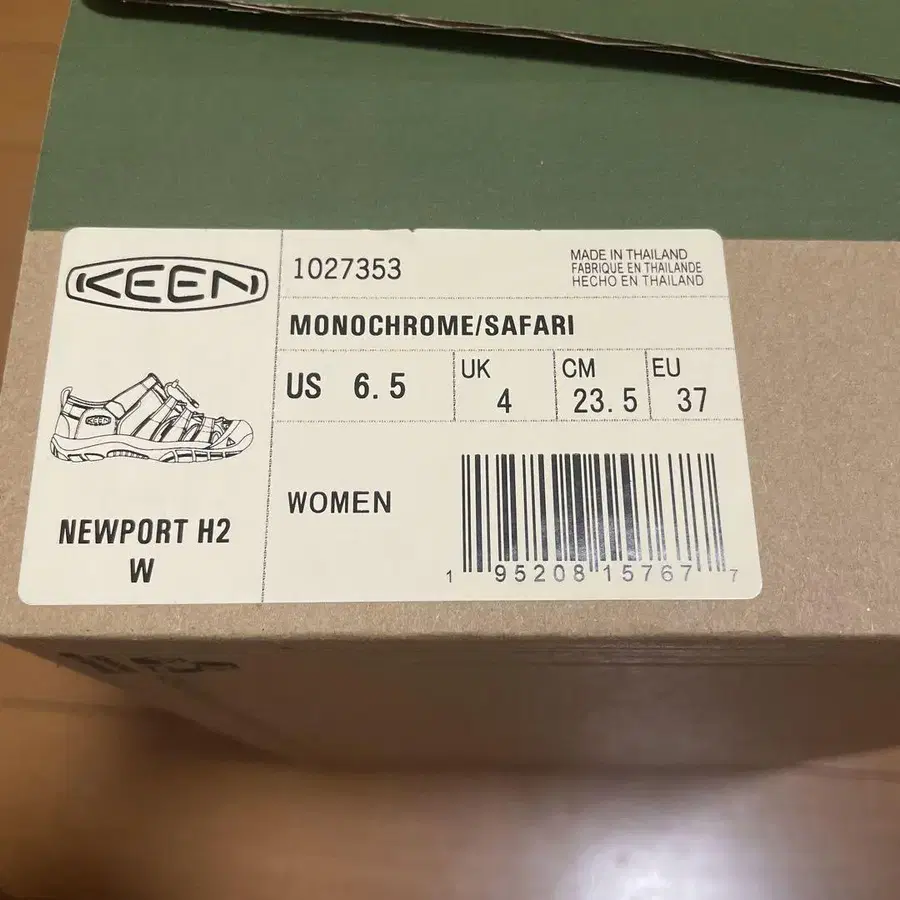 KEEN
1027353
MADE IN THAILAND
FABRIQUE EN THAILANDE
HECHO EN THAILAND
MONOCHROME/SAFARI
US 6.5
UK 4
CM 23.5
EU 37
NEWPORT H2
W
WOMEN
1 95208 15767 7